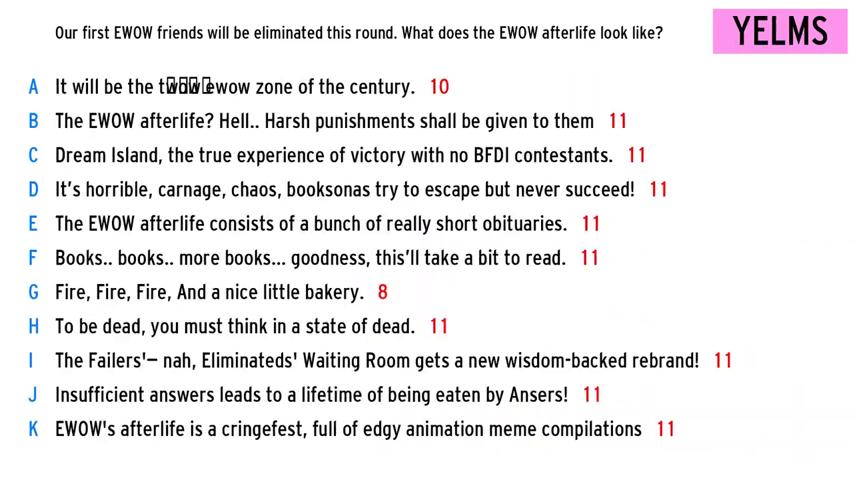 Our first EWOW friends will be eliminated this round. What does the EWOW afterlife look like?
YELMS
A It will be the ewow zone of the century. 10
B The EWOW afterlife? Hell.. Harsh punishments shall be given to them 11
C Dream Island, the true experience of victory with no BFDI contestants. 11
D It's horrible, carnage, chaos, booksonas try to escape but never succeed! 11
E The EWOW afterlife consists of a bunch of really short obituaries. 11
F Books.. books.. more books... goodness, this'll take a bit to read. 11
G Fire, Fire, Fire, And a nice little bakery. 8
H To be dead, you must think in a state of dead. 11
I The Failers'— nah, Eliminateds' Waiting Room gets a new wisdom-backed rebrand! 11
J Insufficient answers leads to a lifetime of being eaten by Ansers! 11
K EWOW's afterlife is a cringefest, full of edgy animation meme compilations 11